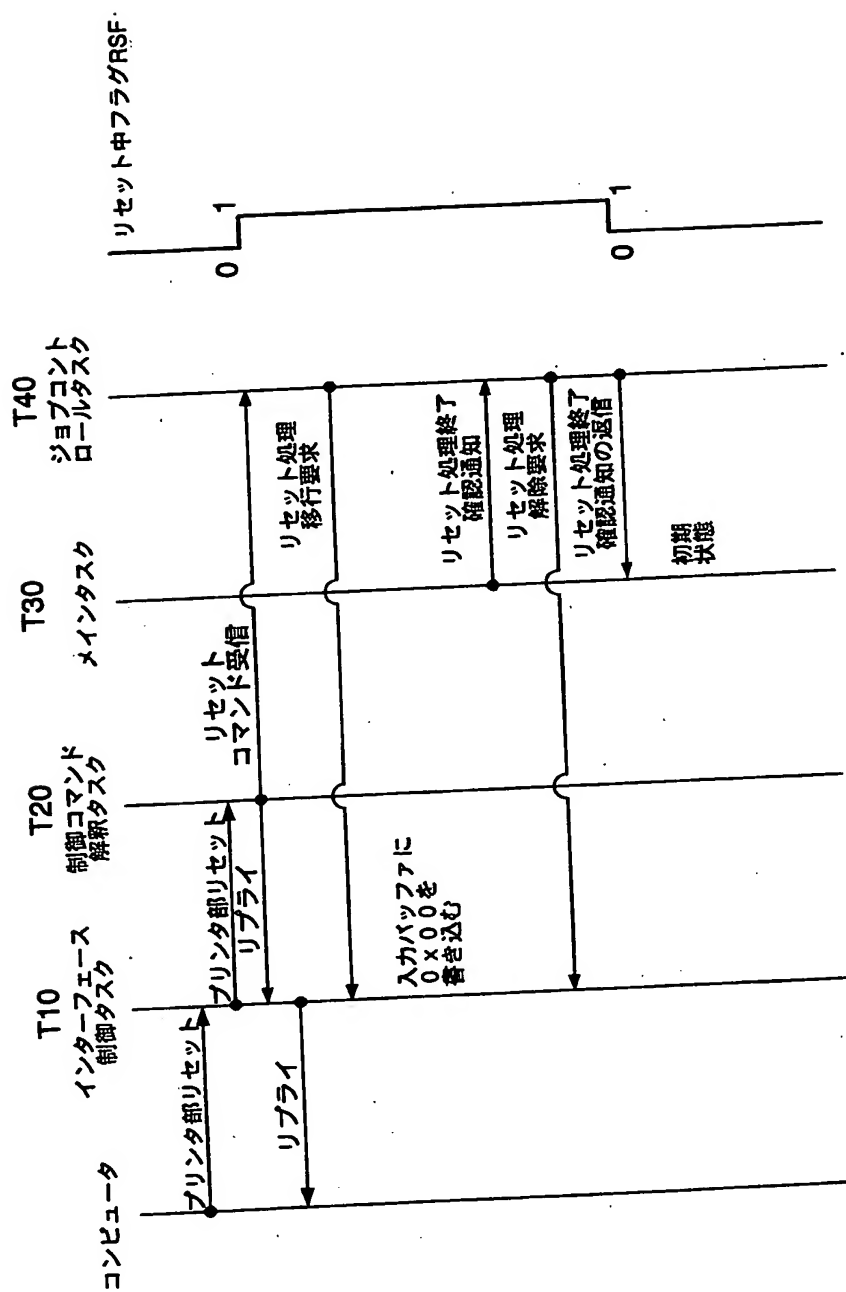 コンピュータ
T10
インターフェース
制御タスク
T20
制御コマンド
解釈タスク
T30
メインタスク
T40
ジョブコント
ロールタスク
リセット中フラグRSF
プリンタ部リセット
プリンタ部リセット
リプライ
リプライ
リセット
コマンド受信
リセット処理
移行要求
入力バッファに
0x00を
書き込む
リセット処理終了
確認通知
リセット処理
解除要求
リセット処理終了
確認通知の返信
初期
状態
0
1
0
1